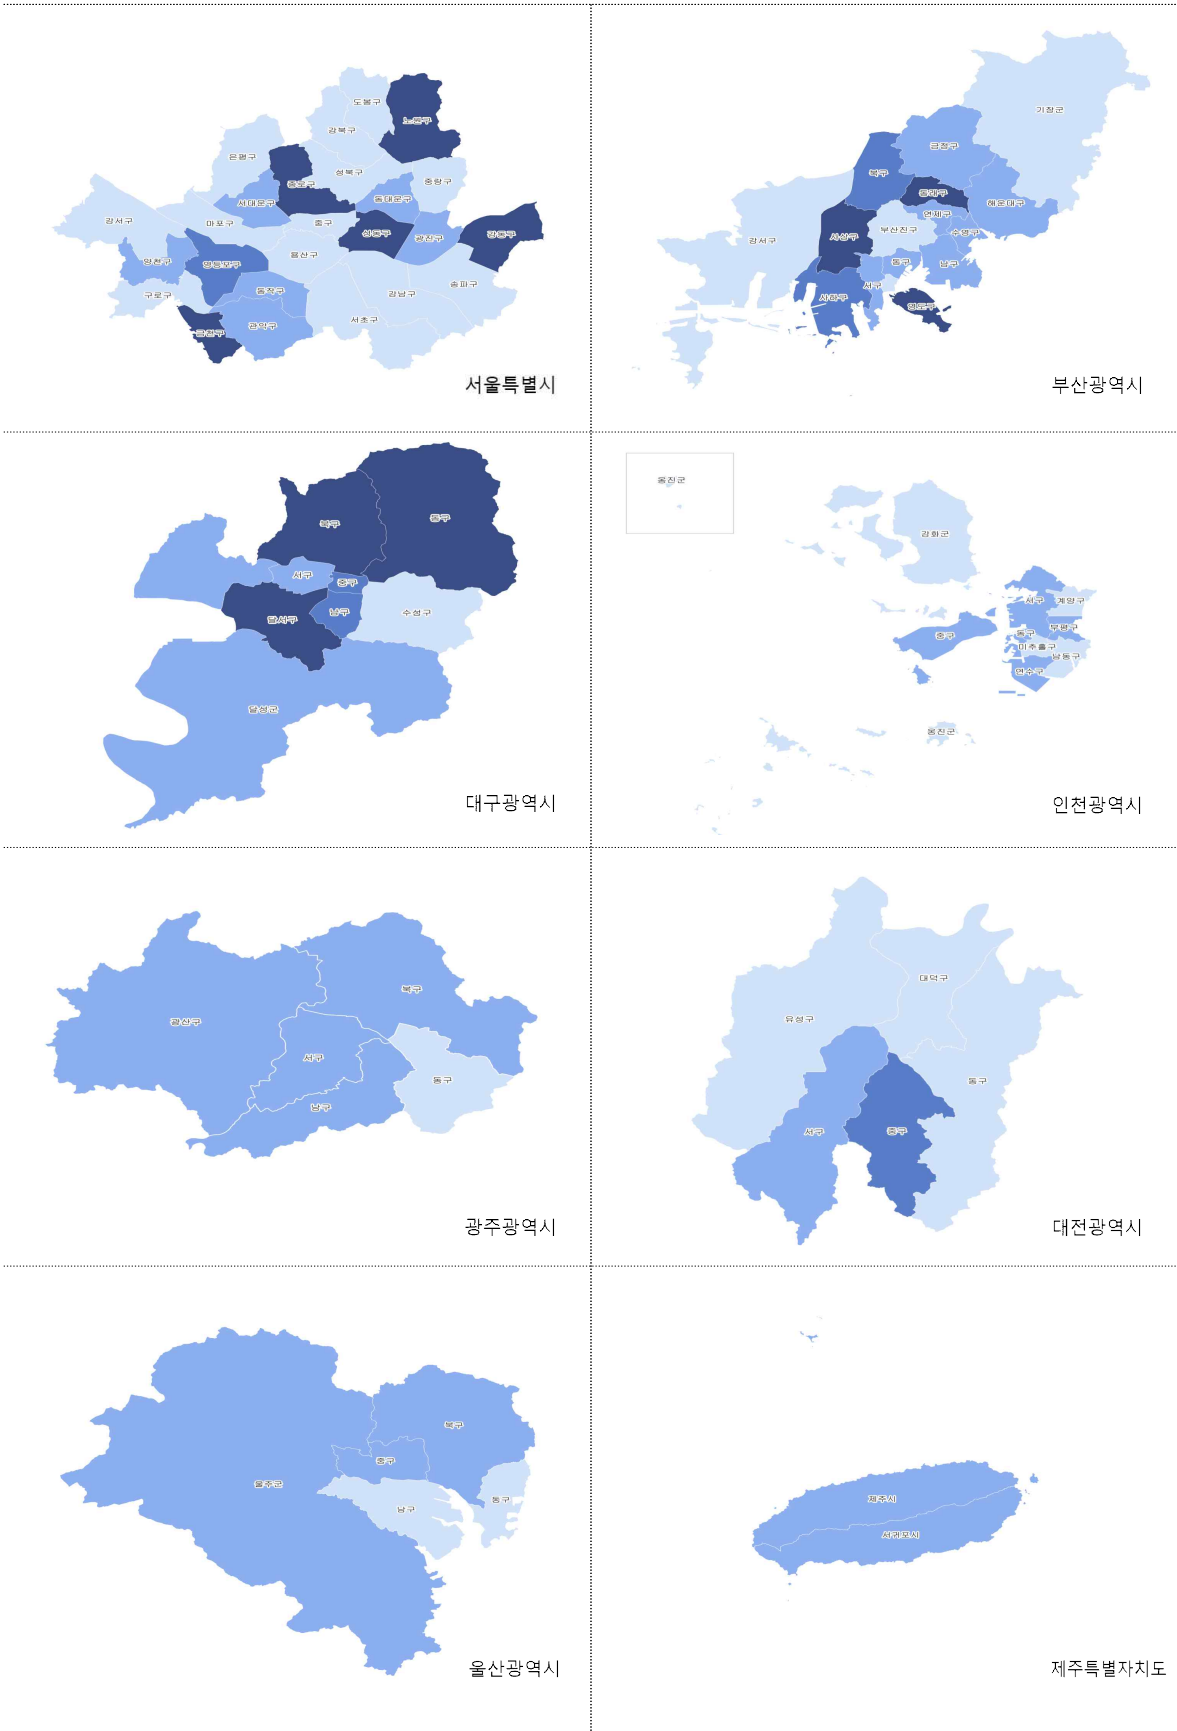 도봉구
노원구
강북구
은평구
성북구
종로구
중랑구
서대문구
동대문구
강서구
마포구
중구
성동구
광진구
강동구
용산구
양천구
영등포구
구로구
동작구
강남구
송파구
서초구
관악구
금천구
서울특별시
기장군
금정구
북구
동래구
해운대구
연제구
부산진구
수영구
강서구
사상구
동구
남구
서구
사하구
영도구
부산광역시
북구
동구
서구
중구
남구
달서구
수성구
달성군
대구광역시
옹진군
강화군
서구
계양구
중구
동구
부평구
미추홀구
남동구
연수구
옹진군
인천광역시
북구
광산구
서구
동구
남구
광주광역시
대덕구
유성구
동구
서구
중구
대전광역시
북구
중구
울주군
남구
동구
울산광역시
제주시
서귀포시
제주특별자치도